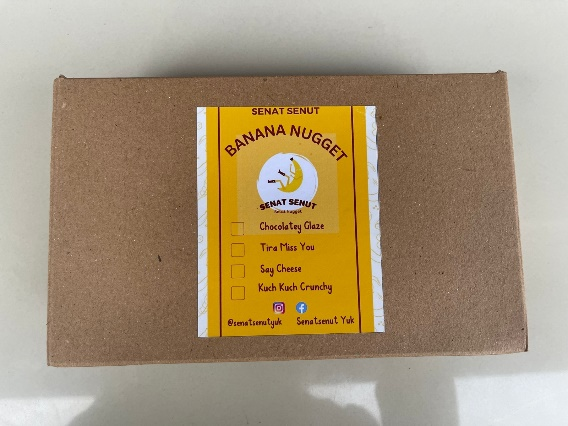 SENAT SENUT
BANANA NUGGET
SENAT SENUT
Chocolatey Glaze
Tira Miss You
Say Cheese
Kuch Kuch Crunchy
@senatsenutyuk Senatsenut Yuk